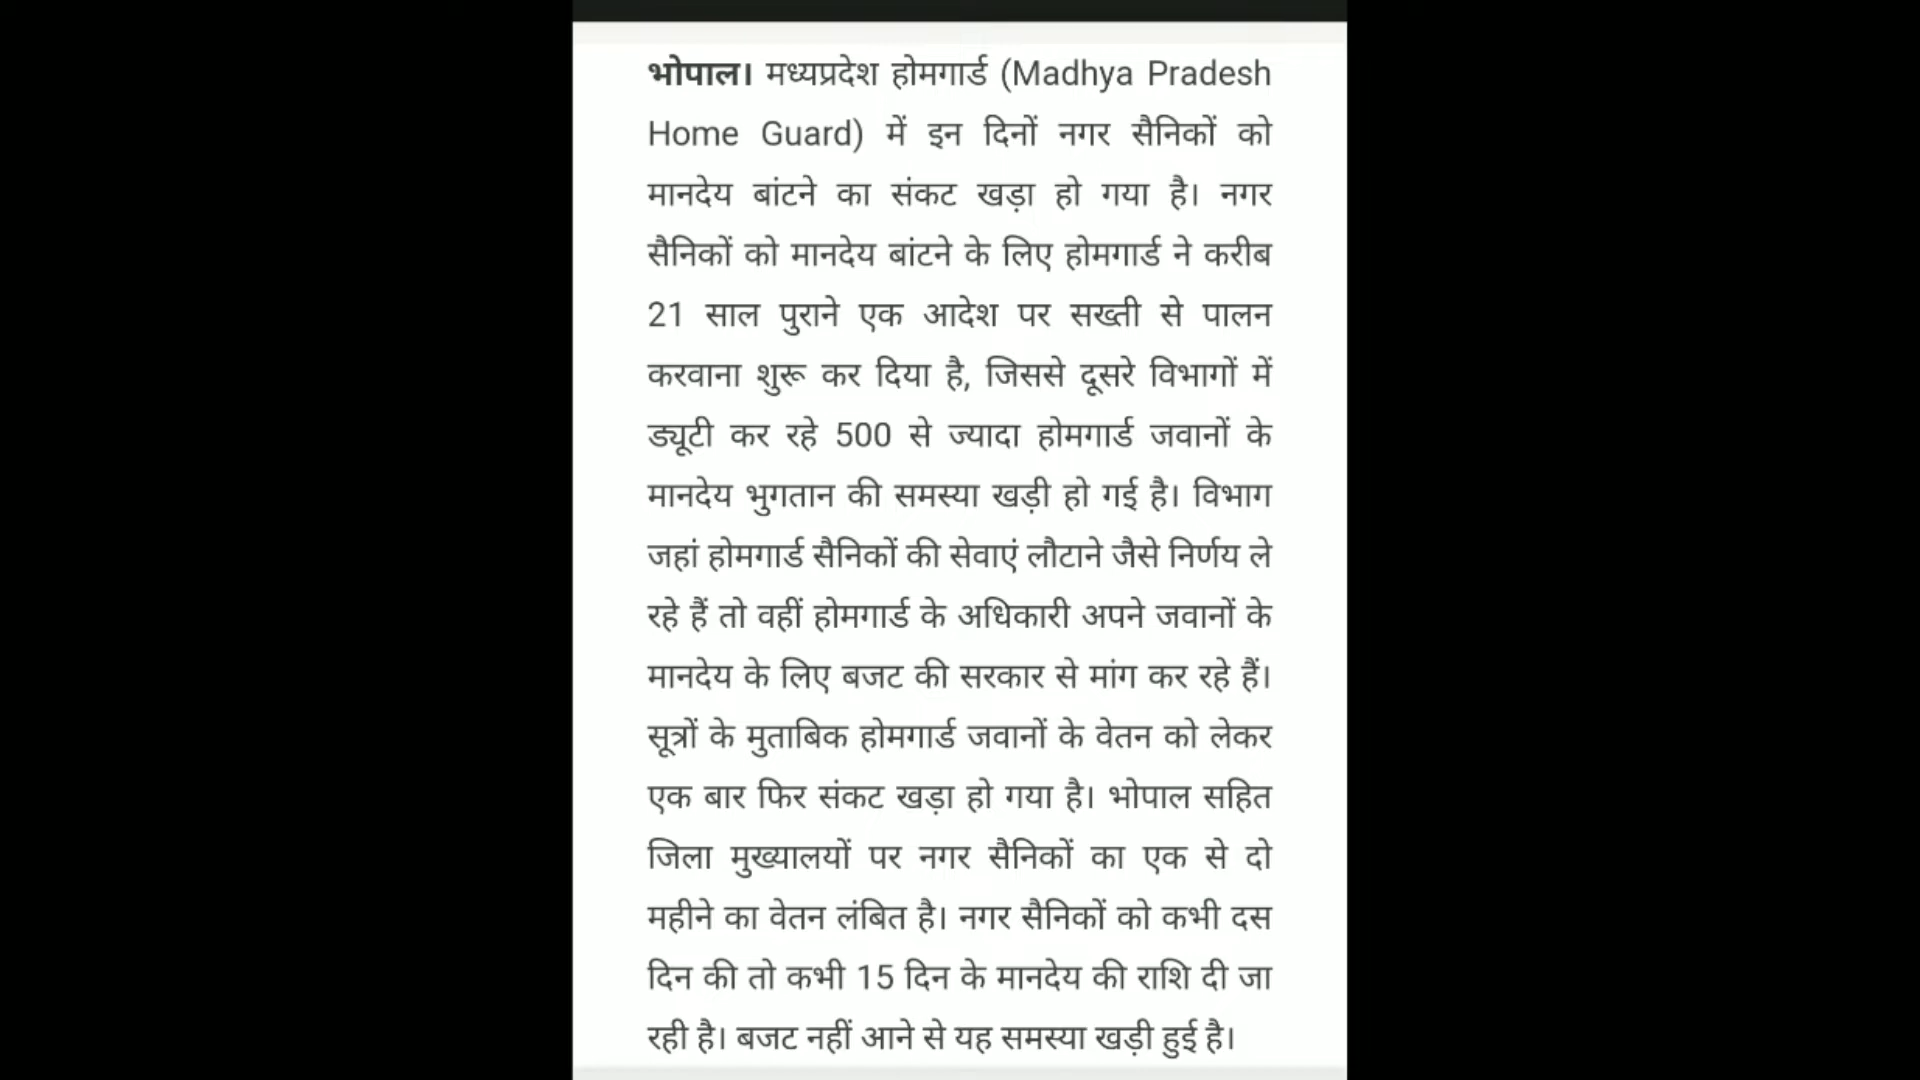 भोपाल। मध्यप्रदेश होमगार्ड (Madhya Pradesh
Home Guard) में इन दिनों नगर सैनिकों को
मानदेय बांटने का संकट खड़ा हो गया है। नगर
सैनिकों को मानदेय बांटने के लिए होमगार्ड ने करीब
21 साल पुराने एक आदेश पर सख्ती से पालन
करवाना शुरू कर दिया है, जिससे दूसरे विभागों में
ड्यूटी कर रहे 500 से ज्यादा होमगार्ड जवानों के
मानदेय भुगतान की समस्या खड़ी हो गई है। विभाग
जहां होमगार्ड सैनिकों की सेवाएं लौटाने जैसे निर्णय ले
रहे हैं तो वहीं होमगार्ड के अधिकारी अपने जवानों के
मानदेय के लिए बजट की सरकार से मांग कर रहे हैं।
सूत्रों के मुताबिक होमगार्ड जवानों के वेतन को लेकर
एक बार फिर संकट खड़ा हो गया है। भोपाल सहित
जिला मुख्यालयों पर नगर सैनिकों का एक से दो
महीने का वेतन लंबित है। नगर सैनिकों को कभी दस
दिन की तो कभी 15 दिन के मानदेय की राशि दी जा
रही है। बजट नहीं आने से यह समस्या खड़ी हुई है।